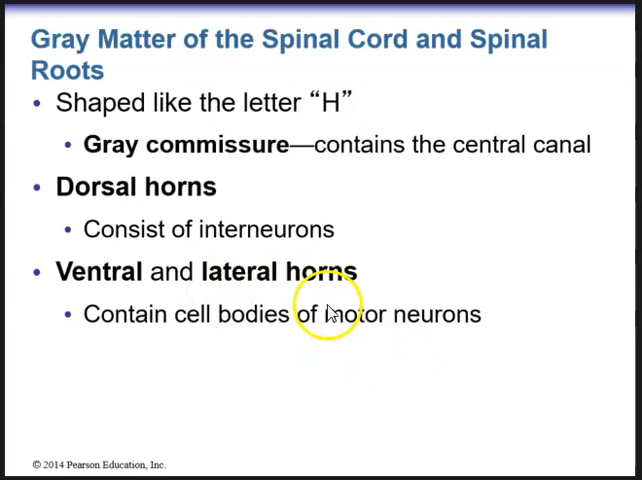 Gray Matter of the Spinal Cord and Spinal
Roots
• Shaped like the letter “H”
• Gray commissure—contains the central canal
• Dorsal horns
• Consist of interneurons
• Ventral and lateral horns
• Contain cell bodies of motor neurons
© 2014 Pearson Education, Inc.